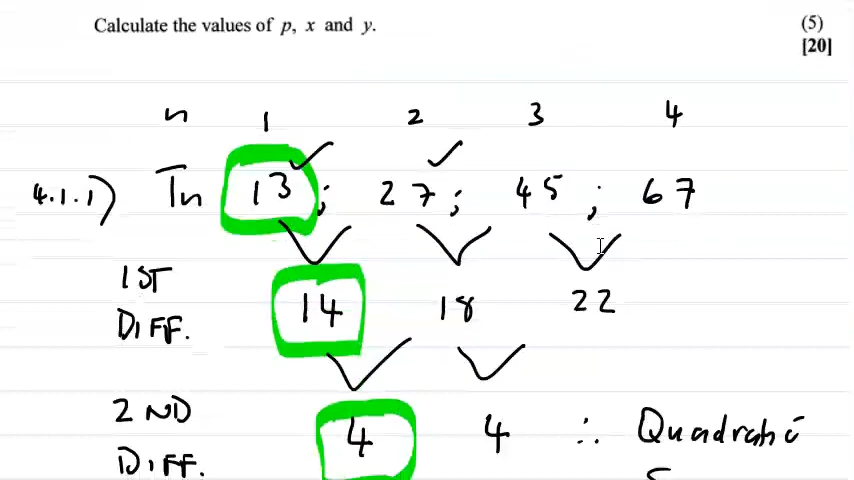 Calculate the values of p, x and y. (5)
[20]
n 1 2 3 4
4.1.1) Tn 13 ; 27 ; 45 ; 67
1ST
DIFF. 14 18 22
2ND
DIFF. 4 4 ∴ Quadratic